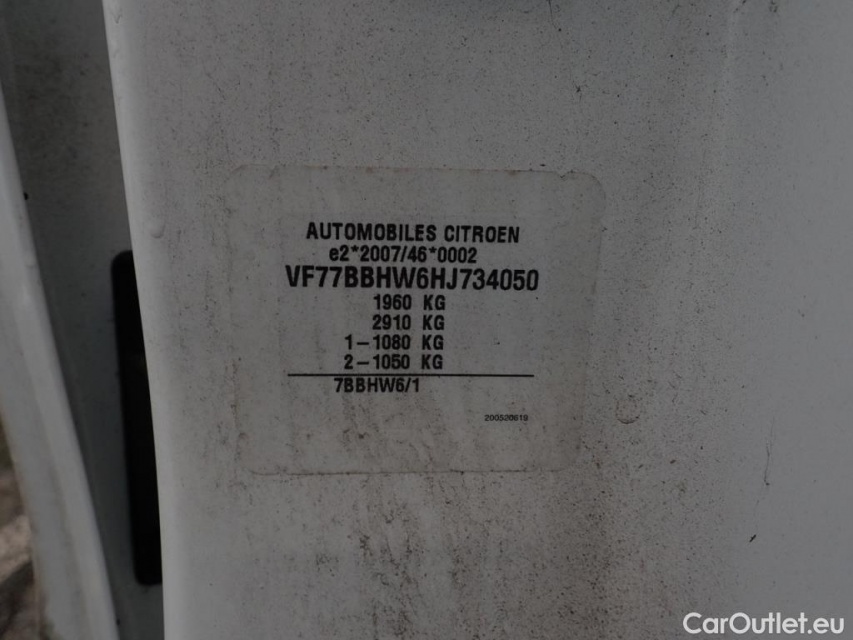 AUTOMOBILES CITROEN
e2*2007/46*0002
VF77BBHW6HJ734050
1960 KG
2910 KG
1-1080 KG
2-1050 KG
7BBHW6/1
200520619
CarOutlet.eu